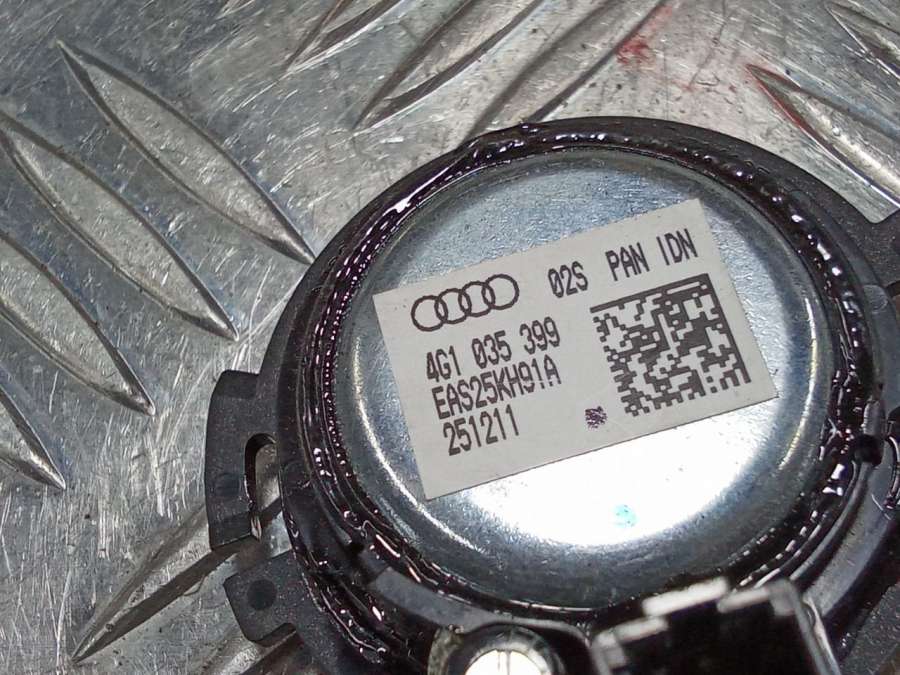 02S PAN IDN
4G1 035 399
EAS25KH91A
251211